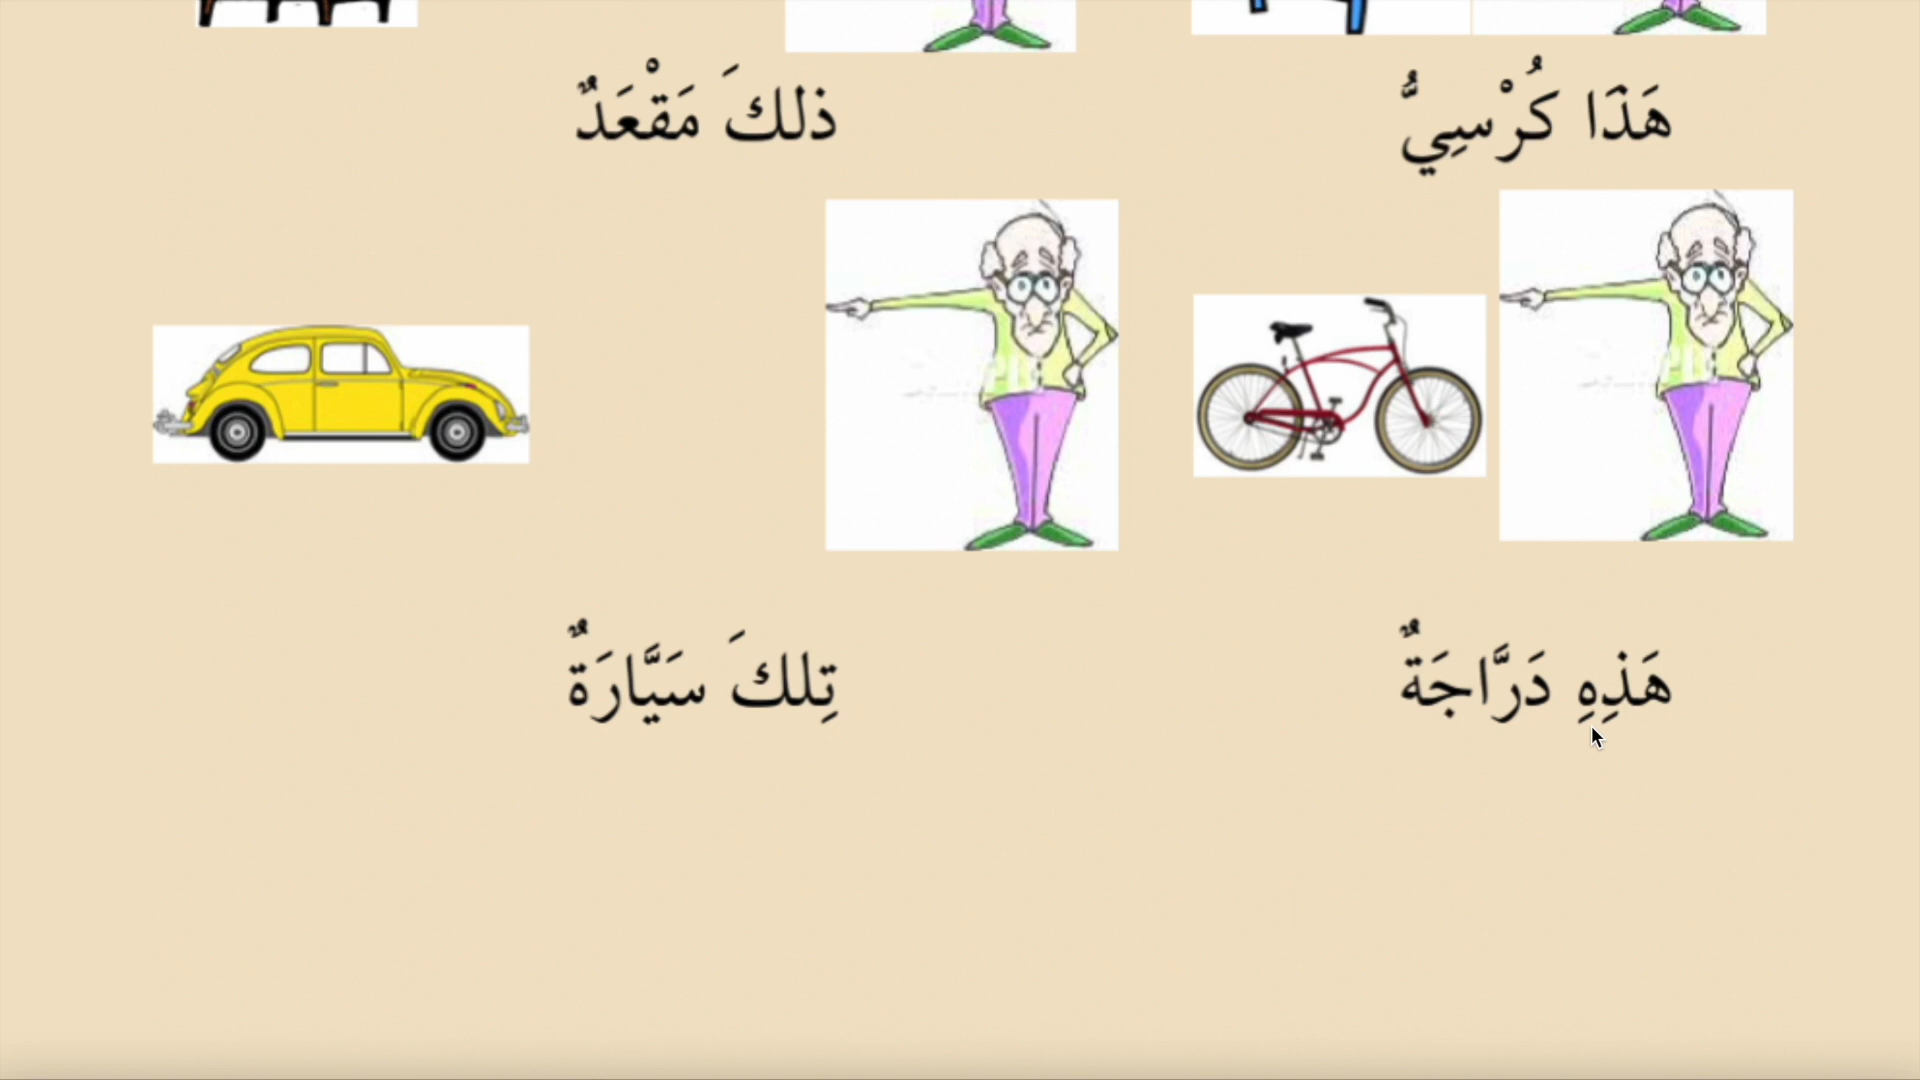 هَذَا كُرْسِيٌّ
ذلكَ مَقْعَدٌ
هَذِهِ دَرَّاجَةٌ
تِلكَ سَيَّارَةٌ